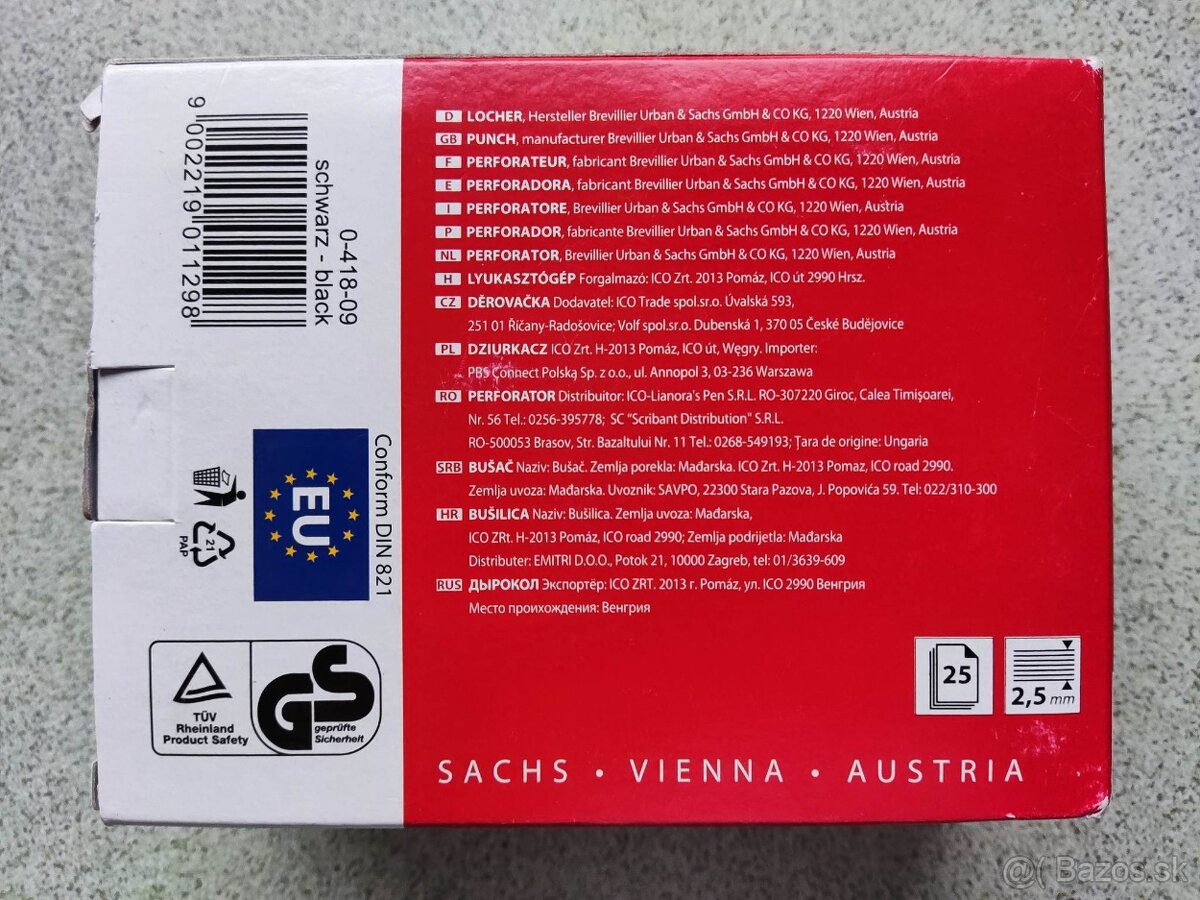 9 002219 011298
schwarz - black
0-418-09
Conform DIN 821
EU
21
PAP
TÜV
Rheinland
Product Safety
GS
geprüfte
Sicherheit
D LOCHER, Hersteller Brevillier Urban & Sachs GmbH & CO KG, 1220 Wien, Austria
GB PUNCH, manufacturer Brevillier Urban & Sachs GmbH & CO KG, 1220 Wien, Austria
F PERFORATEUR, fabricant Brevillier Urban & Sachs GmbH & CO KG, 1220 Wien, Austria
E PERFORADORA, fabricant Brevillier Urban & Sachs GmbH & CO KG, 1220 Wien, Austria
I PERFORATORE, Brevillier Urban & Sachs GmbH & CO KG, 1220 Wien, Austria
P PERFORADOR, fabricante Brevillier Urban & Sachs GmbH & CO KG, 1220 Wien, Austria
NL PERFORATOR, Brevillier Urban & Sachs GmbH & CO KG, 1220 Wien, Austria
H LYUKASZTÓGÉP Forgalmazó: ICO Zrt. 2013 Pomáz, ICO út 2990 Hrsz.
CZ DĚROVAČKA Dodavatel: ICO Trade spol.sr.o. Úvalská 593,
251 01 Říčany-Radošovice; Volf spol.sr.o. Dubenská 1, 370 05 České Budějovice
PL DZIURKACZ ICO Zrt. H-2013 Pomáz, ICO út, Węgry. Importer:
PBS Connect Polską Sp. z o.o., ul. Annopol 3, 03-236 Warszawa
RO PERFORATOR Distribuitor: ICO-Lianora's Pen S.R.L. RO-307220 Giroc, Calea Timişoarei,
Nr. 56 Tel.: 0256-395778; SC "Scribant Distribution" S.R.L.
RO-500053 Brasov, Str. Bazaltului Nr. 11 Tel.: 0268-549193; Ţara de origine: Ungaria
SRB BUŠAČ Naziv: Bušač. Zemlja porekla: Mađarska. ICO Zrt. H-2013 Pomaz, ICO road 2990.
Zemlja uvoza: Mađarska. Uvoznik: SAVPO, 22300 Stara Pazova, J. Popovića 59. Tel: 022/310-300
HR BUŠILICA Naziv: Bušilica. Zemlja uvoza: Mađarska,
ICO ZRt. H-2013 Pomáz, ICO road 2990; Zemlja podrijetla: Mađarska
Distributer: EMITRI D.O.O., Potok 21, 10000 Zagreb, tel: 01/3639-609
RUS ДЫРОКОЛ Экспортёр: ICO ZRT. 2013 г. Pomáz, ул. ICO 2990 Венгрия
Место проихождения: Венгрия
25
2,5 mm
SACHS • VIENNA • AUSTRIA
@( Bazos.sk